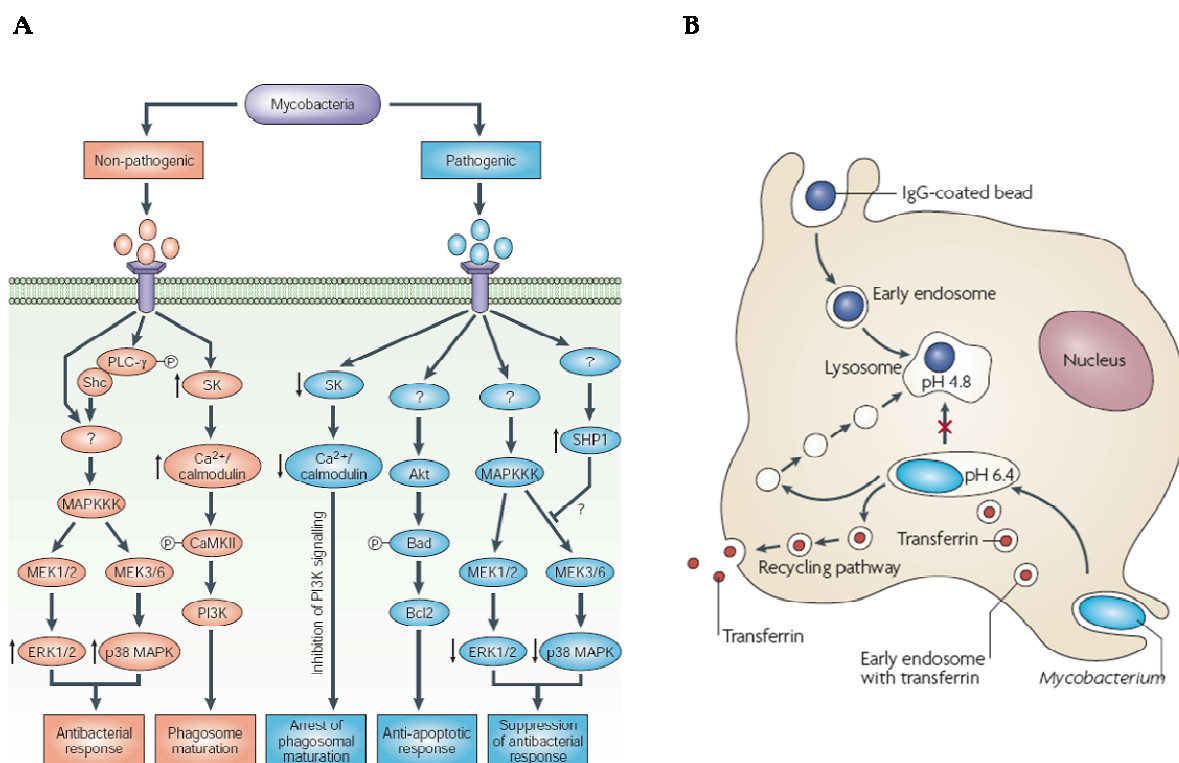 A
B
Mycobacteria
Non-pathogenic
Pathogenic
PLC-γ
P
Shc
SK
SK
?
?
?
?
SHP1
Ca²⁺/
calmodulin
Ca²⁺/
calmodulin
Akt
MAPKKK
MAPKKK
?
P
CaMKII
P
Bad
MEK1/2
MEK3/6
MEK1/2
MEK3/6
PI3K
Bcl2
Inhibition of PI3K signalling
ERK1/2
p38 MAPK
ERK1/2
p38 MAPK
Antibacterial
response
Phagosome
maturation
Arrest of
phagosomal
maturation
Anti-apoptotic
response
Suppression
of antibacterial
response
IgG-coated bead
Early endosome
Lysosome
pH 4.8
Nucleus
pH 6.4
Transferrin
Recycling pathway
Transferrin
Early endosome
with transferrin
Mycobacterium